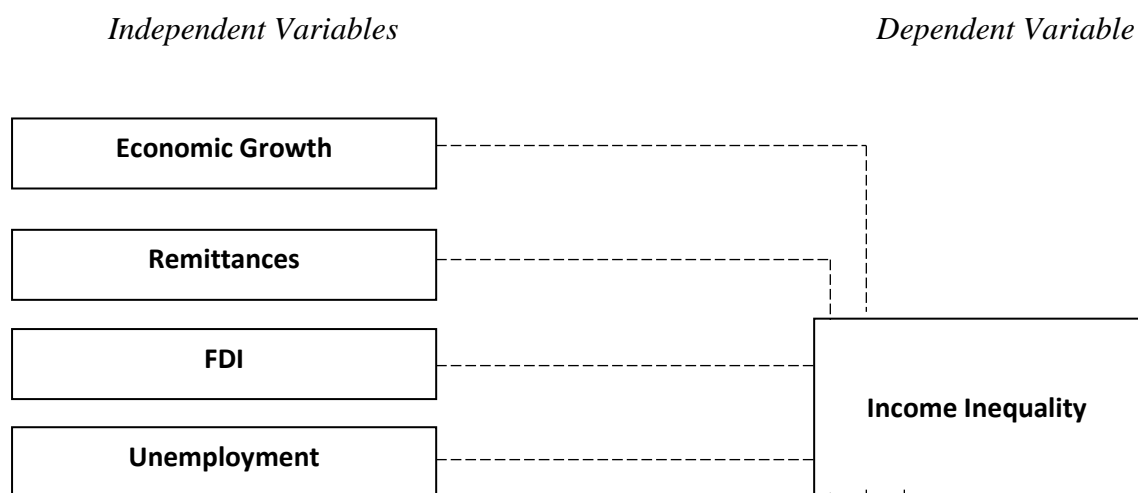 Independent Variables
Dependent Variable
Economic Growth
Remittances
FDI
Income Inequality
Unemployment